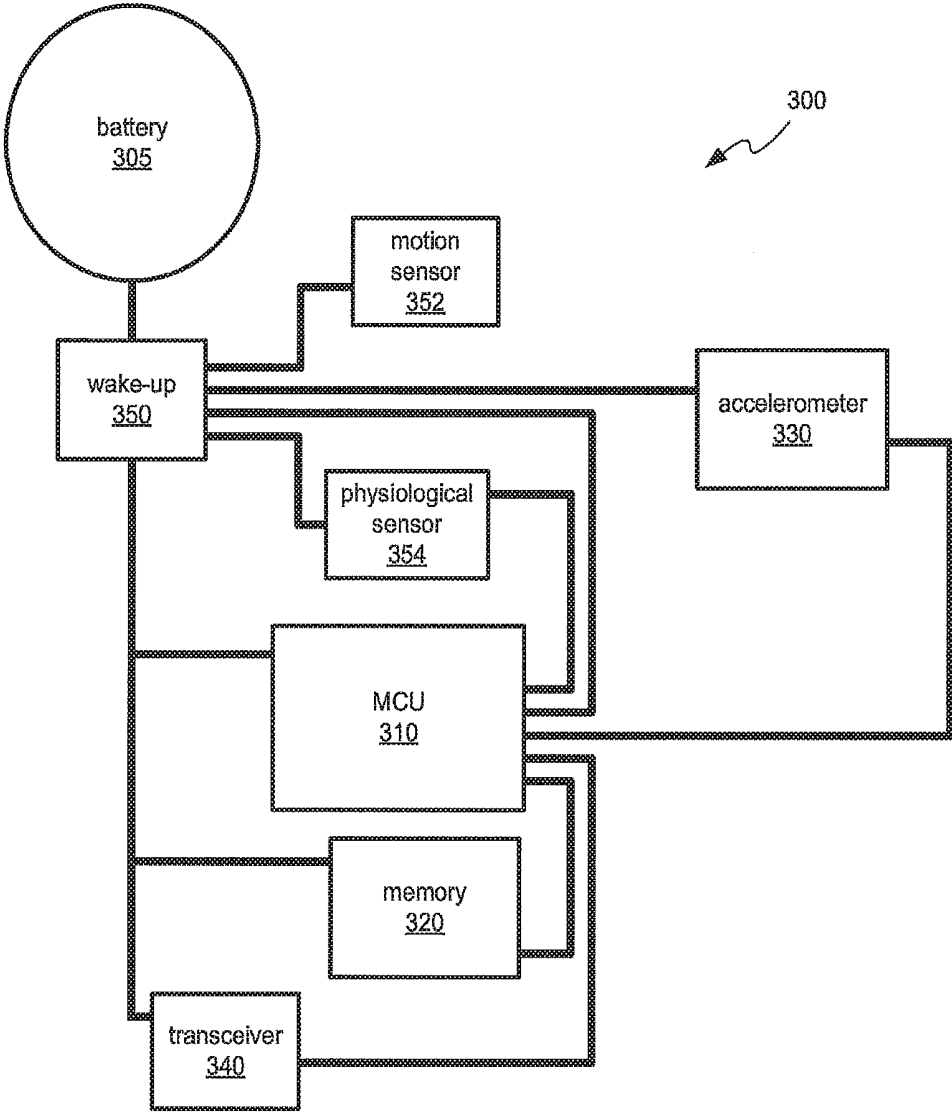 battery
305
300
motion
sensor
352
wake-up
350
accelerometer
330
physiological
sensor
354
MCU
310
memory
320
transceiver
340